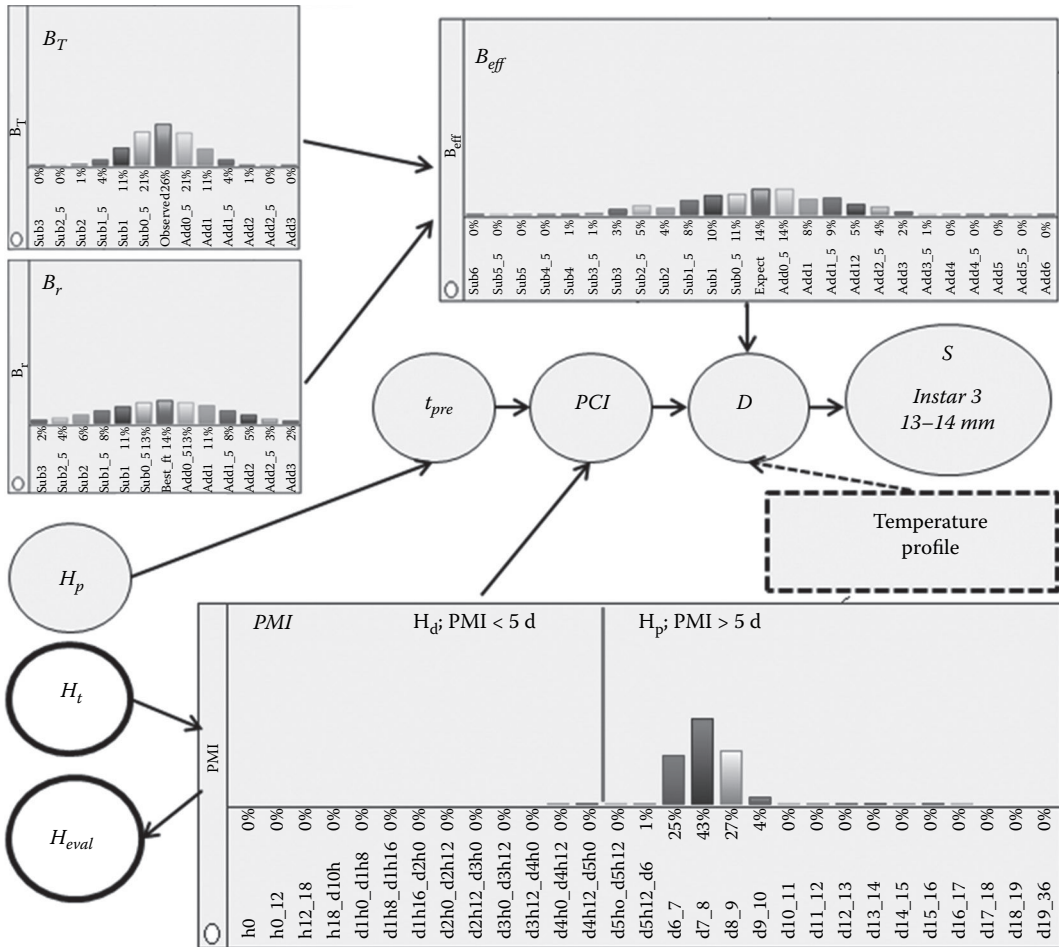 B_T
B_T
0%
0%
1%
4%
11%
21%
26%
21%
11%
4%
1%
0%
0%
Sub3
Sub2_5
Sub2
Sub1_5
Sub1
Sub0_5
Observed
Add0_5
Add1
Add1_5
Add2
Add2_5
Add3
B_eff
B_eff
0%
0%
0%
0%
1%
1%
3%
5%
4%
8%
10%
11%
14%
14%
8%
9%
5%
4%
2%
1%
0%
0%
0%
0%
0%
Sub6
Sub5_5
Sub5
Sub4_5
Sub4
Sub3_5
Sub3
Sub2_5
Sub2
Sub1_5
Sub1
Sub0_5
Expect
Add0_5
Add1
Add1_5
Add12
Add2_5
Add3
Add3_5
Add4
Add4_5
Add5
Add5_5
Add6
B_r
B_r
2%
4%
6%
8%
11%
13%
14%
13%
11%
8%
5%
3%
2%
Sub3
Sub2_5
Sub2
Sub1_5
Sub1
Sub0_5
Best_ft
Add0_5
Add1
Add1_5
Add2
Add2_5
Add3
t_pre
PCI
D
S
Instar 3
13–14 mm
Temperature
profile
H_p
H_t
H_eval
PMI
PMI
H_d; PMI < 5 d
H_p; PMI > 5 d
0%
0%
0%
0%
0%
0%
0%
0%
0%
0%
0%
0%
0%
0%
1%
25%
43%
27%
4%
0%
0%
0%
0%
0%
0%
0%
0%
0%
0%
h0
h0_12
h12_18
h18_d10h
d1h0_d1h8
d1h8_d1h16
d1h16_d2h0
d2h0_d2h12
d2h12_d3h0
d3h0_d3h12
d3h12_d4h0
d4h0_d4h12
d4h12_d5h0
d5ho_d5h12
d5h12_d6
d6_7
d7_8
d8_9
d9_10
d10_11
d11_12
d12_13
d13_14
d14_15
d15_16
d16_17
d17_18
d18_19
d19_36